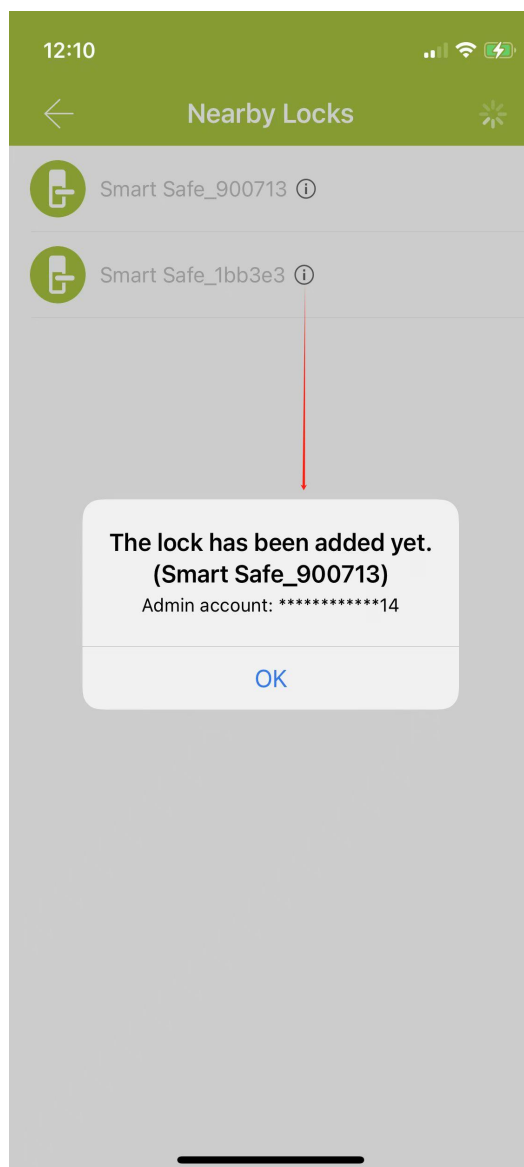 12:10
Nearby Locks
Smart Safe_900713
Smart Safe_1bb3e3
The lock has been added yet.
(Smart Safe_900713)
Admin account: ************14
OK